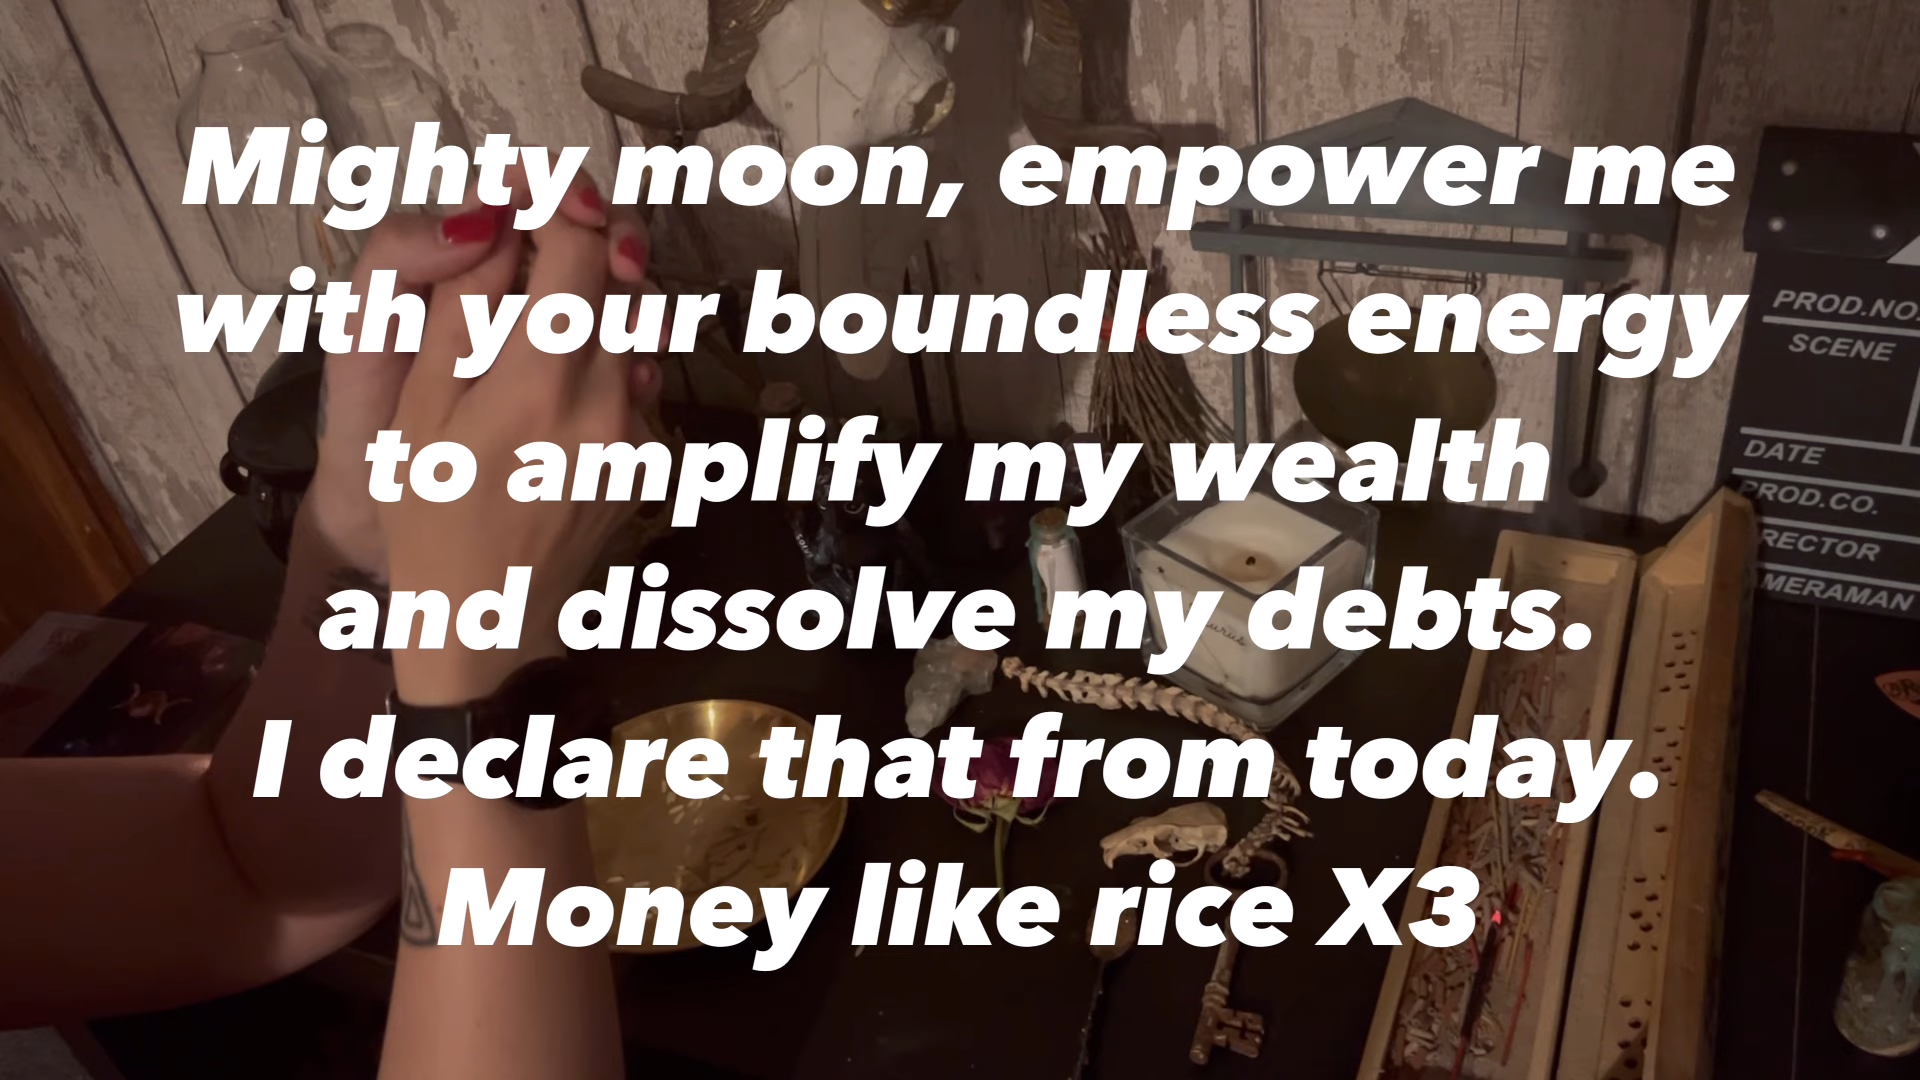 Mighty moon, empower me
with your boundless energy
to amplify my wealth
and dissolve my debts.
I declare that from today.
Money like rice X3
PROD.NO.
SCENE
DATE
PROD.CO.
RECTOR
MERAMAN